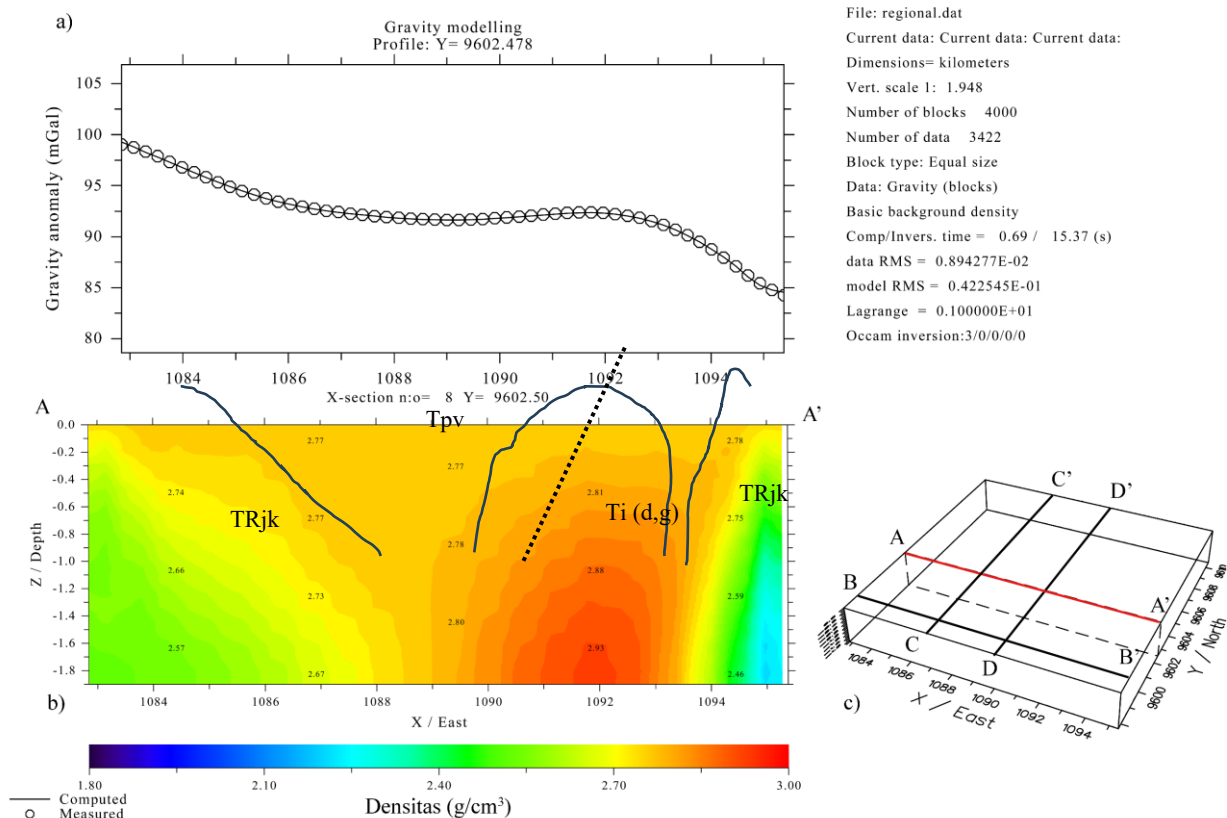 a)
Gravity modelling
Profile: Y= 9602.478
Gravity anomaly (mGal)
105
100
95
90
85
80
1084 1086 1088 1090 1092 1094
X-section n:o= 8 Y= 9602.50
File: regional.dat
Current data: Current data: Current data:
Dimensions= kilometers
Vert. scale 1: 1.948
Number of blocks 4000
Number of data 3422
Block type: Equal size
Data: Gravity (blocks)
Basic background density
Comp/Invers. time = 0.69 / 15.37 (s)
data RMS = 0.894277E-02
model RMS = 0.422545E-01
Lagrange = 0.100000E+01
Occam inversion:3/0/0/0/0
A
A'
Tpv
TRjk
Ti (d,g)
TRjk
Z / Depth
0.0
-0.2
-0.4
-0.6
-0.8
-1.0
-1.2
-1.4
-1.6
-1.8
2.74
2.66
2.57
2.77
2.77
2.73
2.67
2.77
2.78
2.80
2.81
2.88
2.93
2.78
2.75
2.59
2.46
1084 1086 1088 1090 1092 1094
b)
X / East
1.80 2.10 2.40 2.70 3.00
Densitas (g/cm³)
Computed
Measured
C'
D'
A
B
A'
B'
C
D
1084 1086 1088 1090 1092 1094
X / East
9600 9602 9604 9606 9608
Y / North
c)